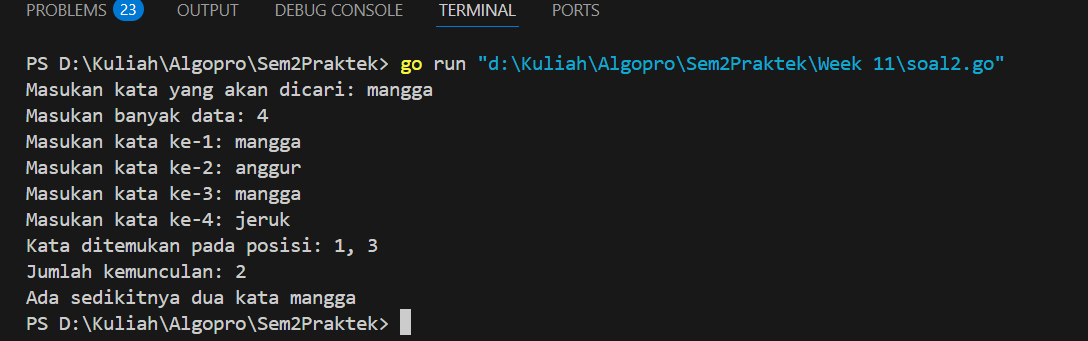 PROBLEMS 23 OUTPUT DEBUG CONSOLE TERMINAL PORTS
PS D:\Kuliah\Algopro\Sem2Praktek> go run "d:\Kuliah\Algopro\Sem2Praktek\Week 11\soal2.go"
Masukan kata yang akan dicari: mangga
Masukan banyak data: 4
Masukan kata ke-1: mangga
Masukan kata ke-2: anggur
Masukan kata ke-3: mangga
Masukan kata ke-4: jeruk
Kata ditemukan pada posisi: 1, 3
Jumlah kemunculan: 2
Ada sedikitnya dua kata mangga
PS D:\Kuliah\Algopro\Sem2Praktek>